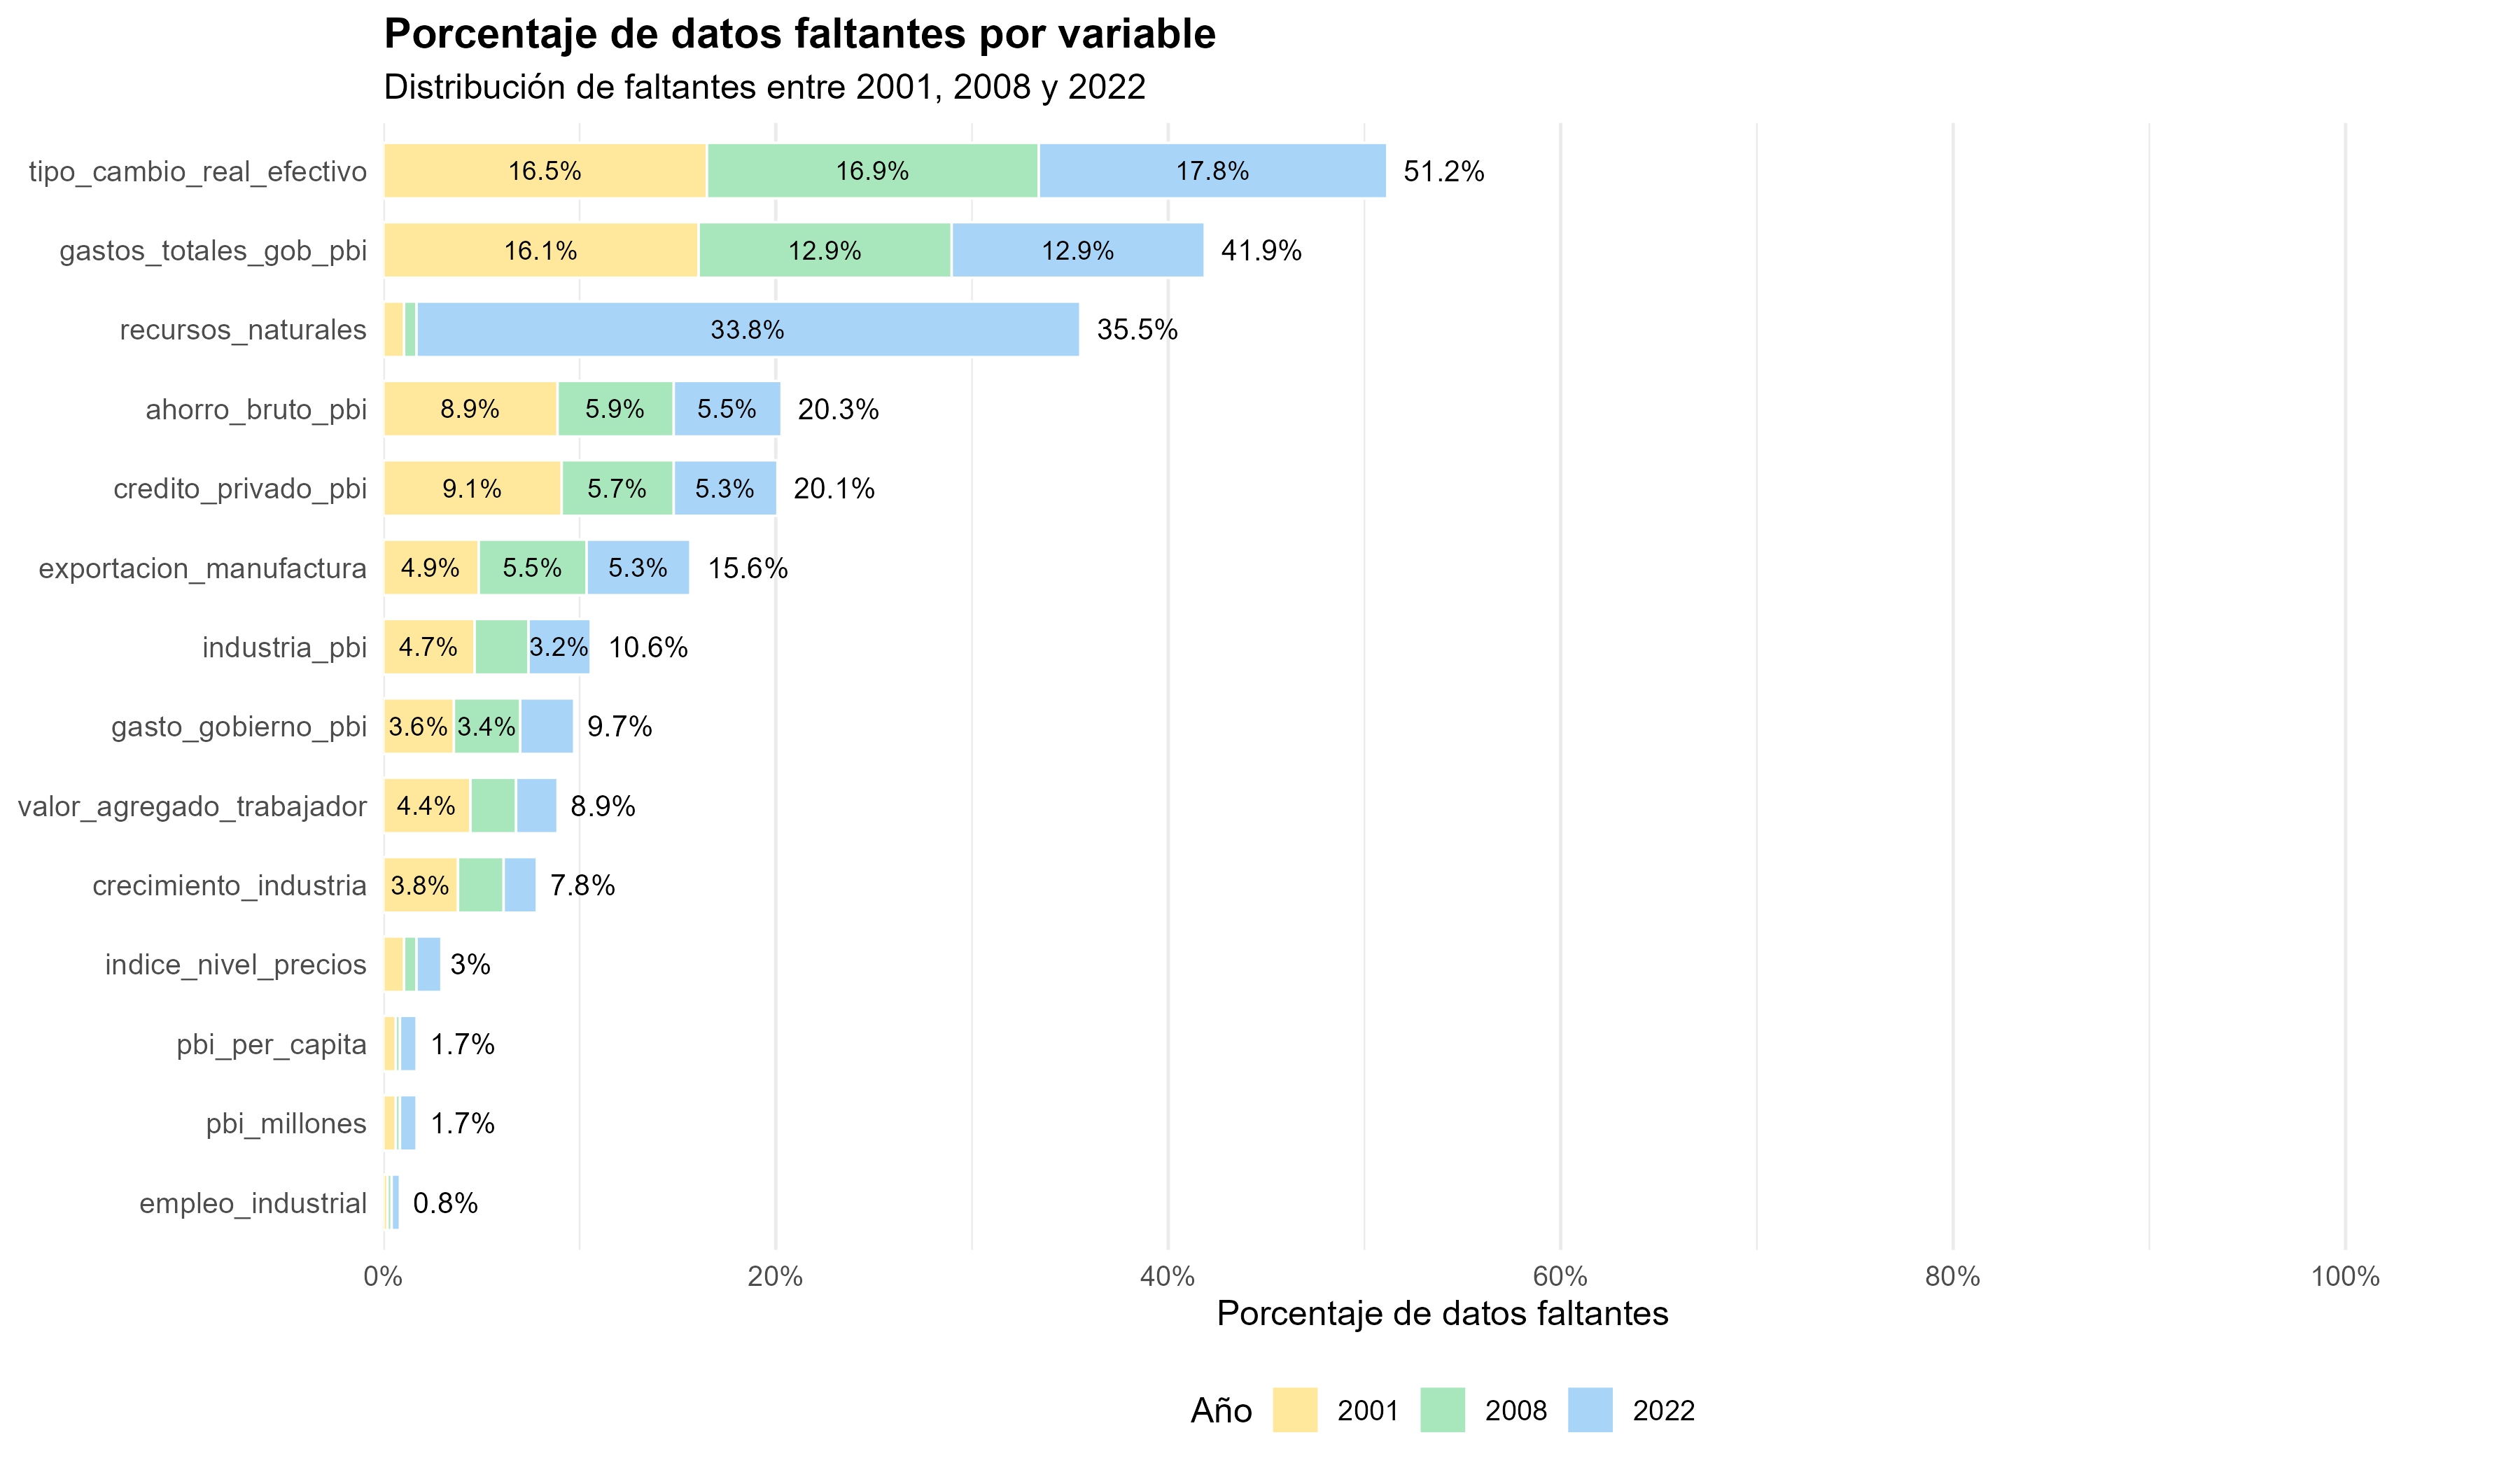 Porcentaje de datos faltantes por variable
Distribución de faltantes entre 2001, 2008 y 2022
tipo_cambio_real_efectivo 16.5% 16.9% 17.8% 51.2%
gastos_totales_gob_pbi 16.1% 12.9% 12.9% 41.9%
recursos_naturales 33.8% 35.5%
ahorro_bruto_pbi 8.9% 5.9% 5.5% 20.3%
credito_privado_pbi 9.1% 5.7% 5.3% 20.1%
exportacion_manufactura 4.9% 5.5% 5.3% 15.6%
industria_pbi 4.7% 3.2% 10.6%
gasto_gobierno_pbi 3.6% 3.4% 9.7%
valor_agregado_trabajador 4.4% 8.9%
crecimiento_industria 3.8% 7.8%
indice_nivel_precios 3%
pbi_per_capita 1.7%
pbi_millones 1.7%
empleo_industrial 0.8%
0% 20% 40% 60% 80% 100%
Porcentaje de datos faltantes
Año 2001 2008 2022